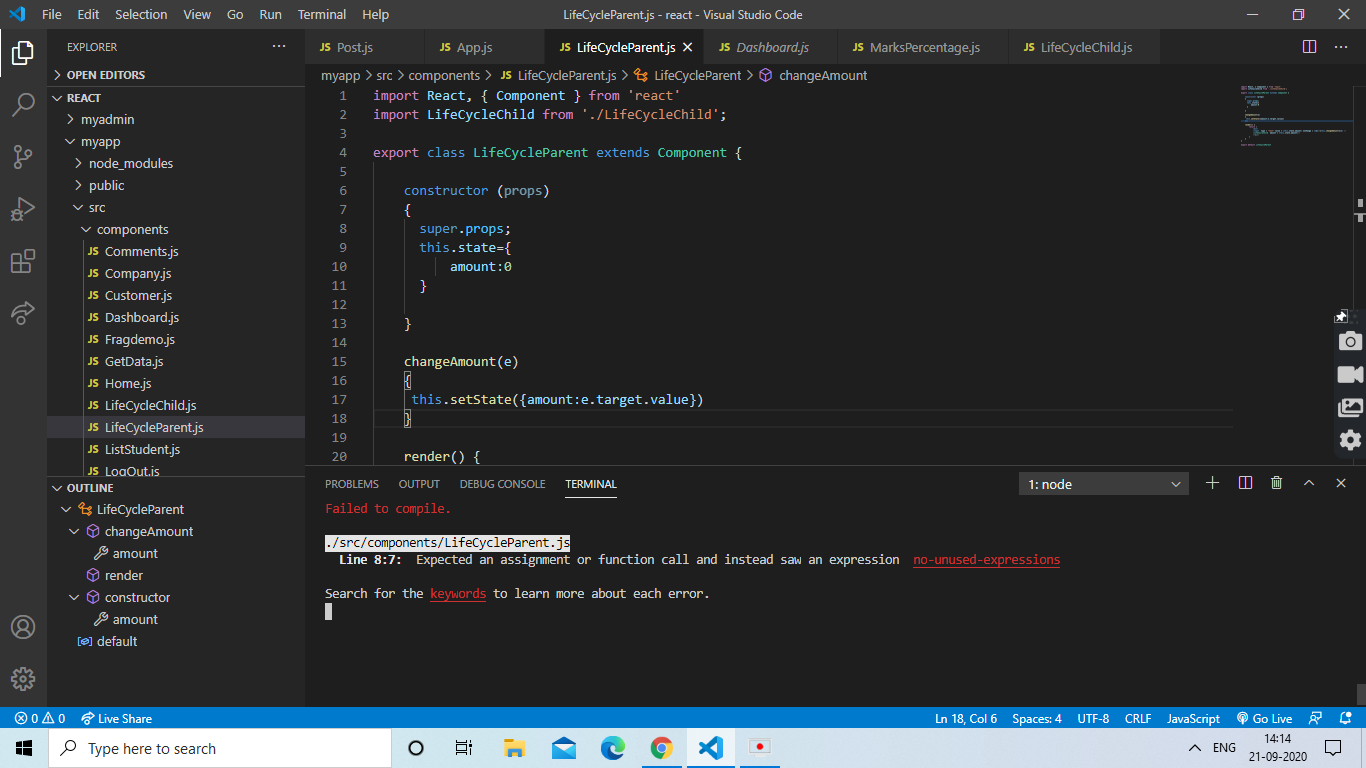 File Edit Selection View Go Run Terminal Help LifeCycleParent.js - react - Visual Studio Code
EXPLORER
OPEN EDITORS
REACT
myadmin
myapp
node_modules
public
src
components
JS Comments.js
JS Company.js
JS Customer.js
JS Dashboard.js
JS Fragdemo.js
JS GetData.js
JS Home.js
JS LifeCycleChild.js
JS LifeCycleParent.js
JS ListStudent.js
JS LogOut.js
OUTLINE
LifeCycleParent
changeAmount
amount
render
constructor
amount
default
JS Post.js JS App.js JS LifeCycleParent.js JS Dashboard.js JS MarksPercentage.js JS LifeCycleChild.js
myapp > src > components > JS LifeCycleParent.js > LifeCycleParent > changeAmount
1 import React, { Component } from 'react'
2 import LifeCycleChild from './LifeCycleChild';
3
4 export class LifeCycleParent extends Component {
5
6 constructor (props)
7 {
8 super.props;
9 this.state={
10 amount:0
11 }
12
13 }
14
15 changeAmount(e)
16 {
17 this.setState({amount:e.target.value})
18 }
19
20 render() {
PROBLEMS OUTPUT DEBUG CONSOLE TERMINAL 1: node
Failed to compile.
./src/components/LifeCycleParent.js
Line 8:7: Expected an assignment or function call and instead saw an expression no-unused-expressions
Search for the keywords to learn more about each error.
0 0 Live Share Ln 18, Col 6 Spaces: 4 UTF-8 CRLF JavaScript Go Live
Type here to search ENG 14:14
21-09-2020